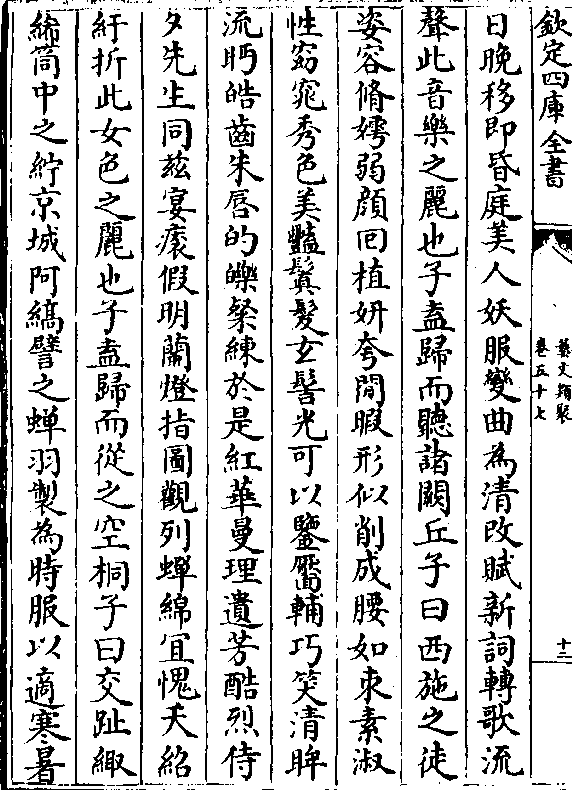 欽定四庫全書
藝文類聚
卷五十七
十二
日晚移即昏庭美人妖服變曲為清改賦新詞轉歌流
聲此音樂之麗也子盍歸而聽諸闕丘子曰西施之徒
姿容脩嫮弱顔回植妍夸閒暇形似削成腰如束素淑
性窈窕秀色美豔鬒髮玄髻光可以鑒靨輔巧笑清眸
流眄皓齒朱唇的皪粲練於是紅華曼理遺芳酷烈侍
夕先生同兹宴㾿假明蘭燈指圖觀列蟬綿宜愧夭紹
紆折此女色之麗也子盍歸而從之空桐子曰交趾緅
絺筒中之紵京城阿縞譬之蟬羽製為時服以適寒暑